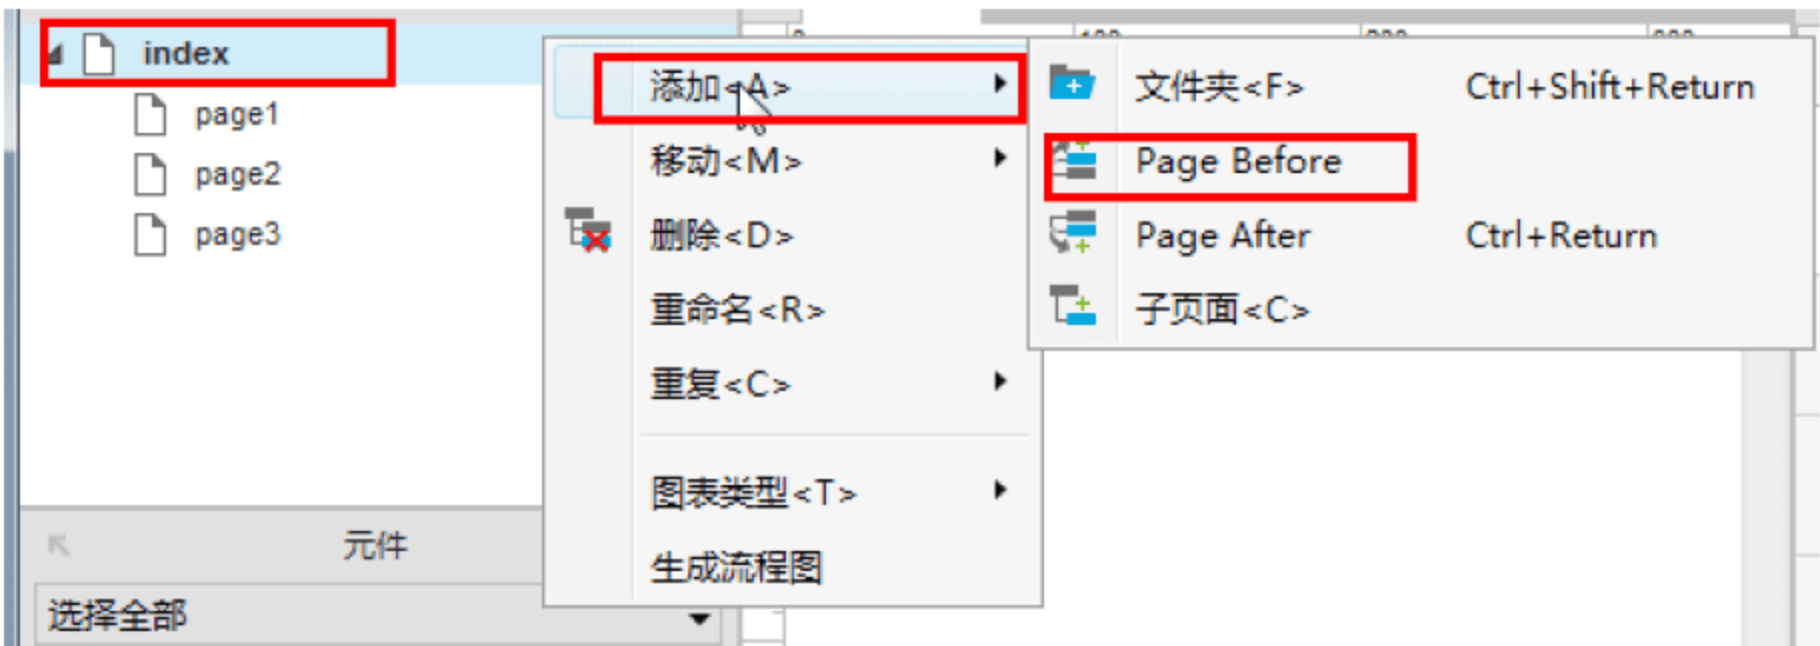 index
page1
page2
page3
元件
选择全部
添加<A>
移动<M>
删除<D>
重命名<R>
重复<C>
图表类型<T>
生成流程图
文件夹<F> Ctrl+Shift+Return
Page Before
Page After Ctrl+Return
子页面<C>